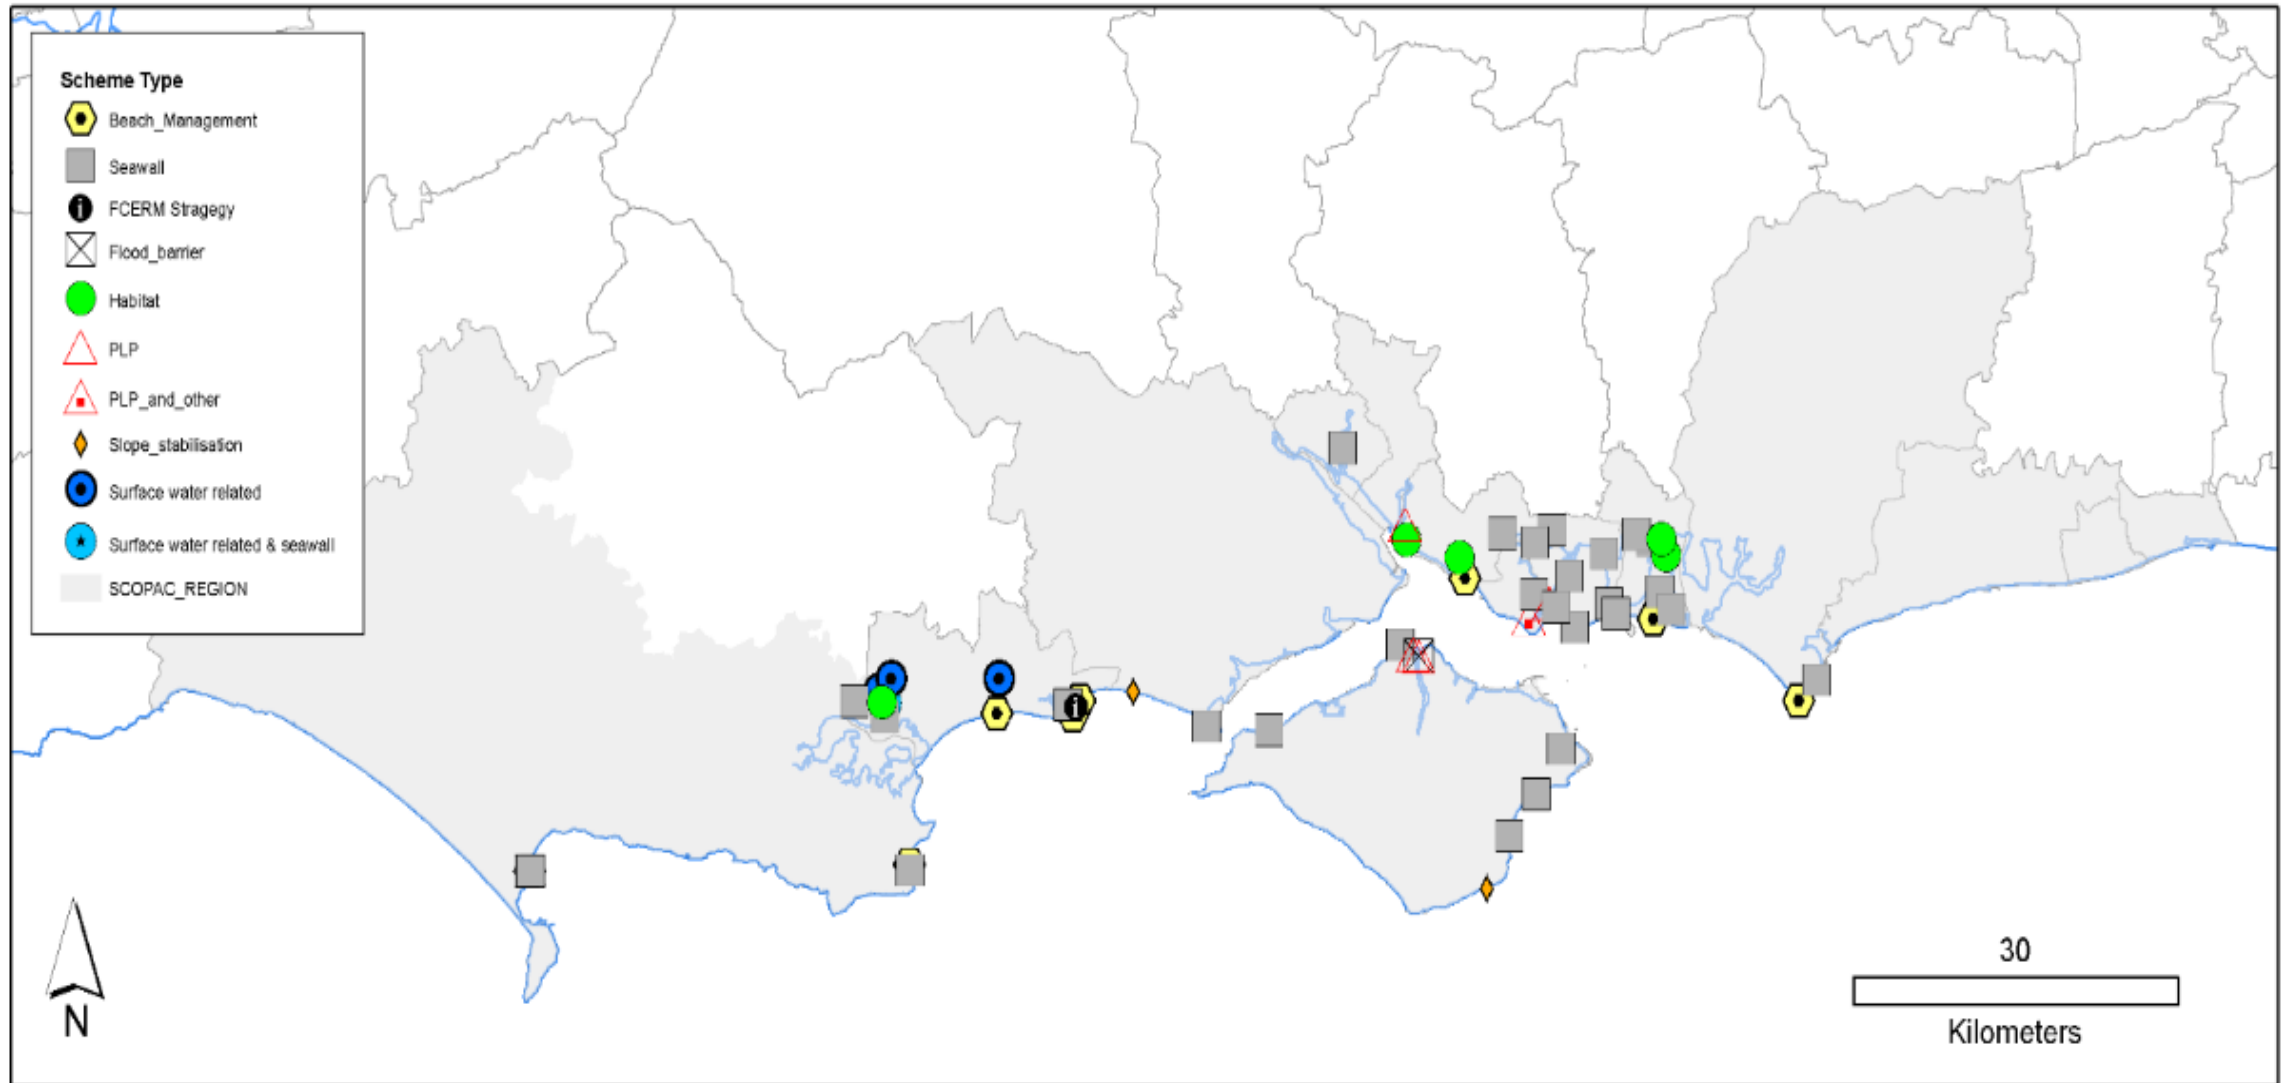 Scheme Type
Beach_Management
Seawall
FCERM Stragegy
Flood_barrier
Habitat
PLP
PLP_and_other
Slope_stabilisation
Surface water related
Surface water related & seawall
SCOPAC_REGION
N
30
Kilometers